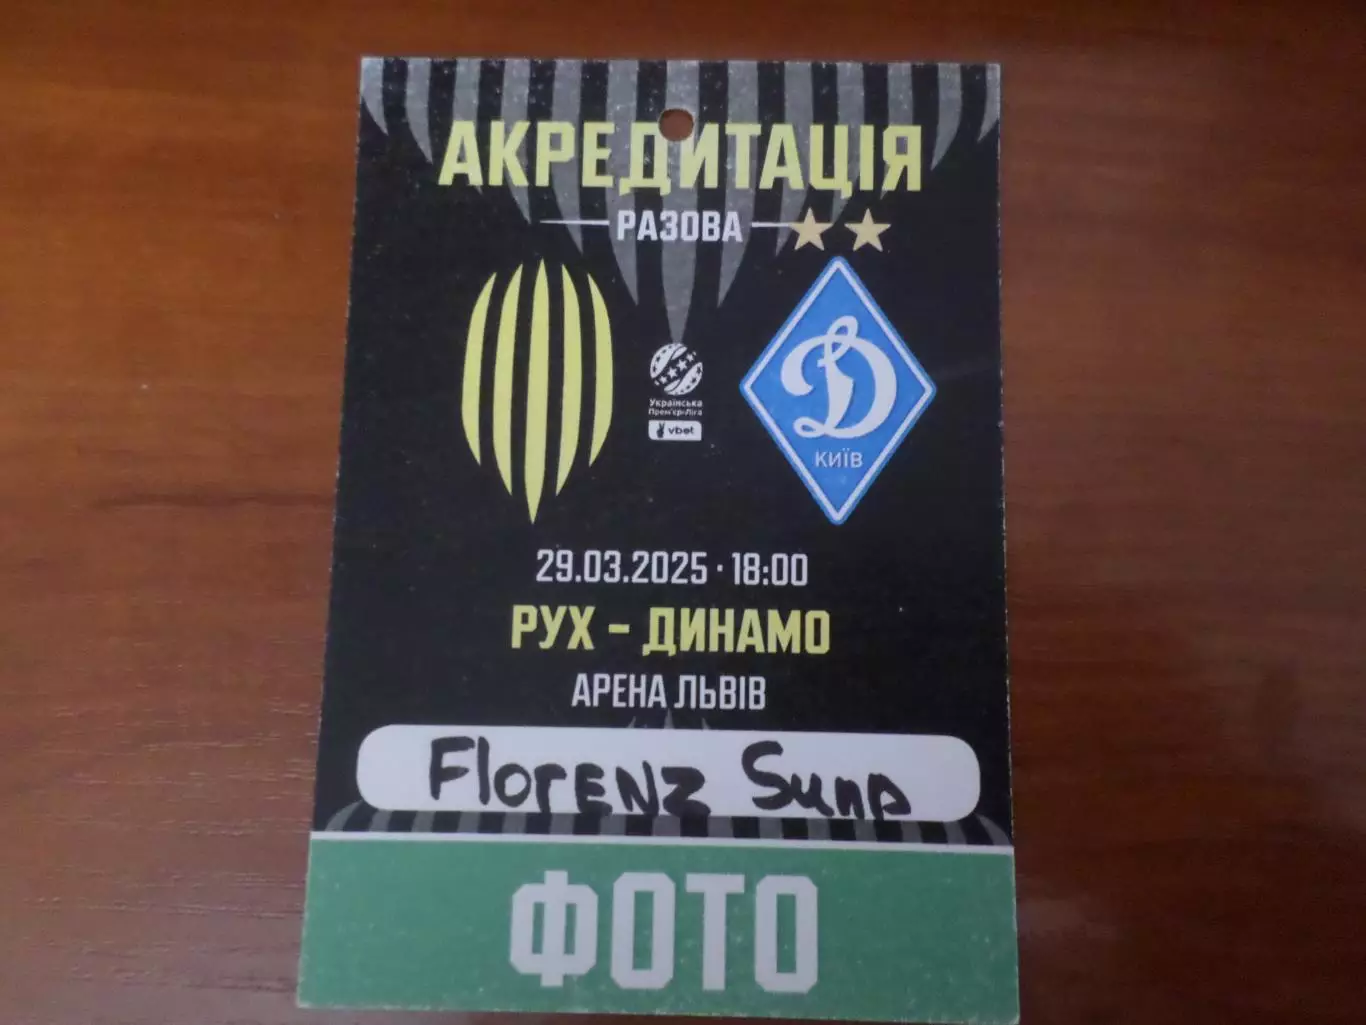 АКРЕДИТАЦІЯ
РАЗОВА
Українська
Прем'єр-Ліга
vbet
КИЇВ
29.03.2025 · 18:00
РУХ – ДИНАМО
АРЕНА ЛЬВІВ
Florenz
ФОТО